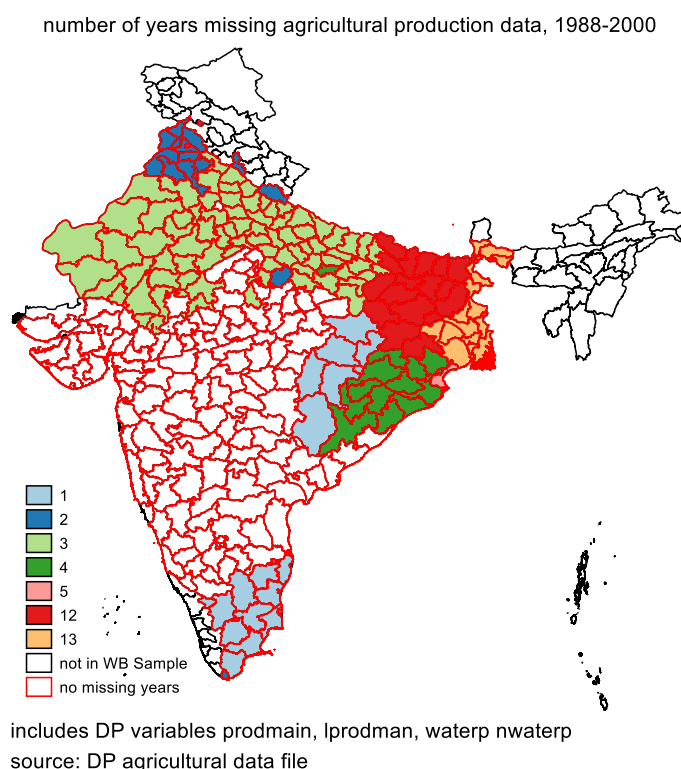 number of years missing agricultural production data, 1988-2000
1
2
3
4
5
12
13
not in WB Sample
no missing years
includes DP variables prodmain, lprodman, waterp nwaterp
source: DP agricultural data file